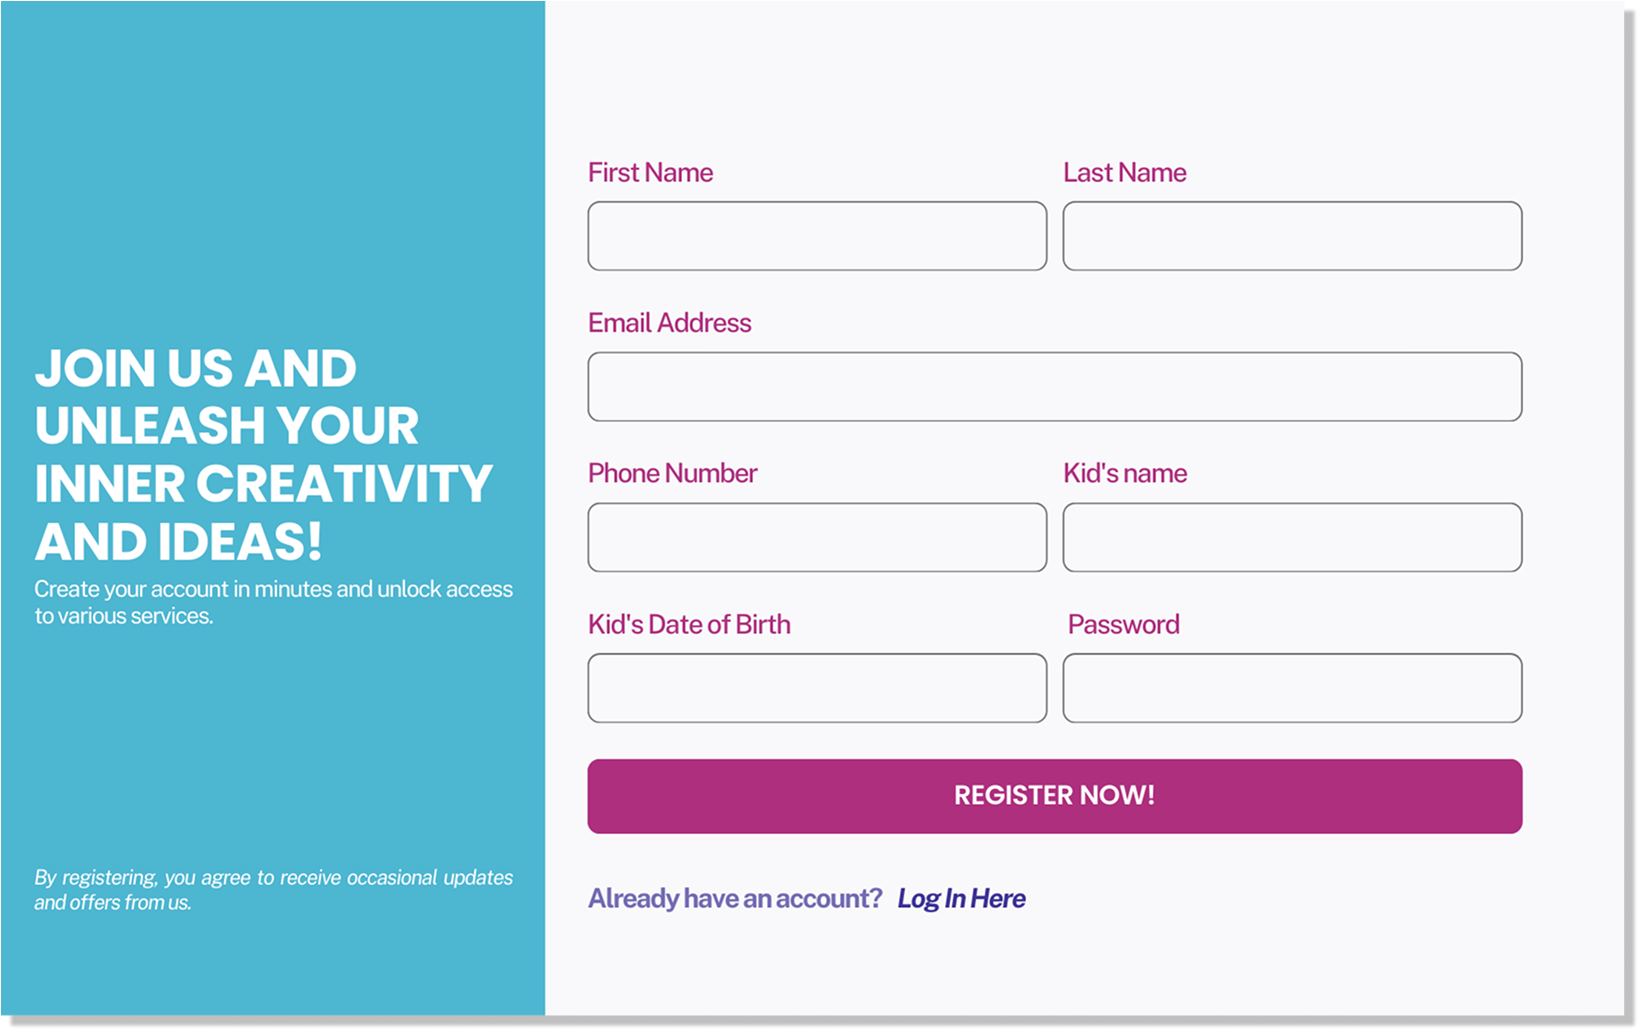 JOIN US AND
UNLEASH YOUR
INNER CREATIVITY
AND IDEAS!
Create your account in minutes and unlock access
to various services.
By registering, you agree to receive occasional updates
and offers from us.
First Name
Last Name
Email Address
Phone Number
Kid's name
Kid's Date of Birth
Password
REGISTER NOW!
Already have an account? Log In Here